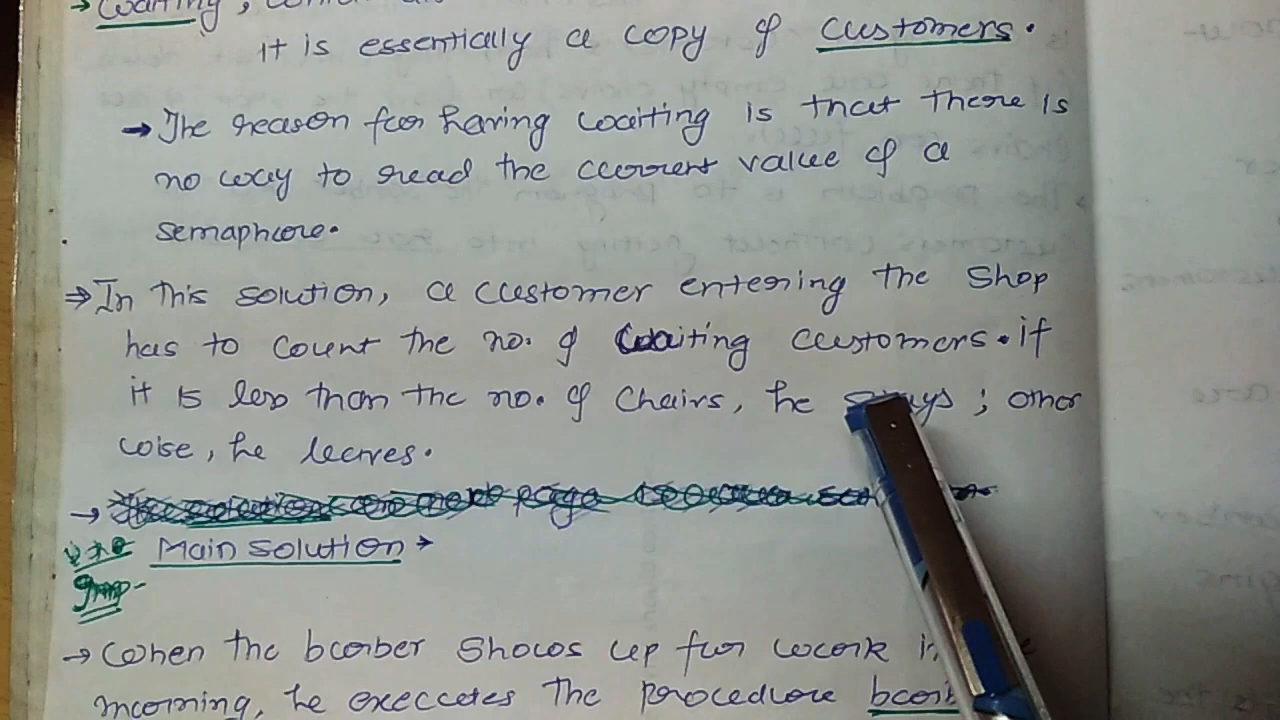 → Waiting,
it is essentially a copy of customers.
→ The reason for having waiting is that there is
no way to read the current value of a
semaphore.
⇒ In this solution, a customer entering the shop
has to count the no. of waiting customers. if
it is less than the no. of chairs, he stays; other
wise, he leaves.
→
Main solution →
Imp-
→ When the barber shows up for work in
morning, he executes the procedure